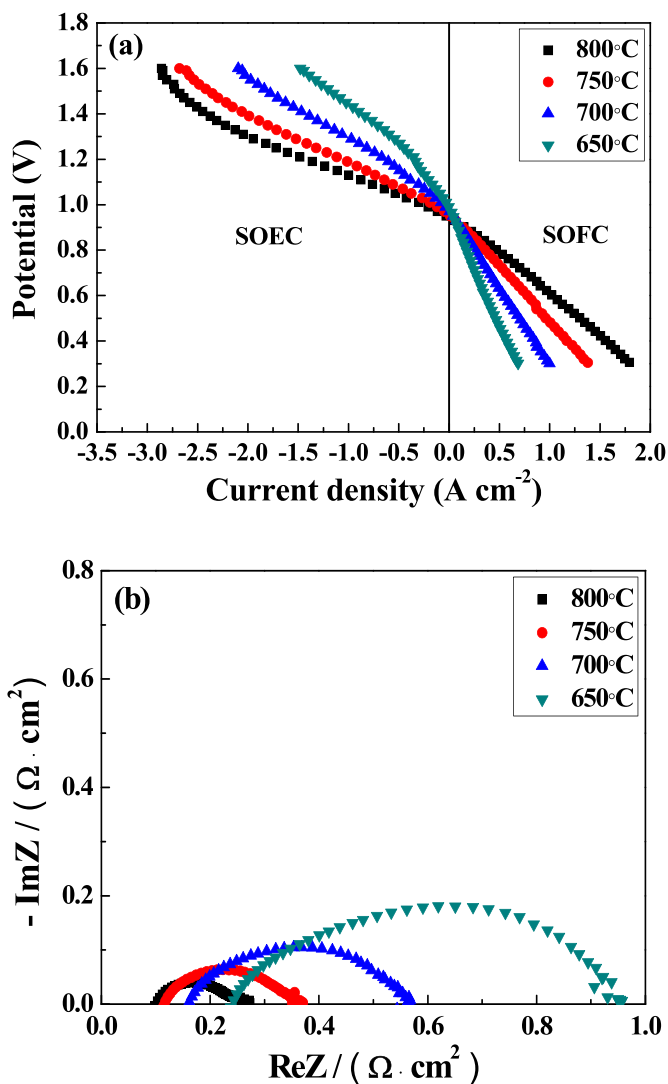 (a)
800°C
750°C
700°C
650°C
1.8
1.6
1.4
1.2
1.0
0.8
0.6
0.4
0.2
0.0
Potential (V)
SOEC
SOFC
-3.5 -3.0 -2.5 -2.0 -1.5 -1.0 -0.5 0.0 0.5 1.0 1.5 2.0
Current density (A cm⁻²)
(b)
800°C
750°C
700°C
650°C
0.8
0.6
0.4
0.2
0.0
- ImZ / ( Ω · cm²)
0.0 0.2 0.4 0.6 0.8 1.0
ReZ / ( Ω · cm²)